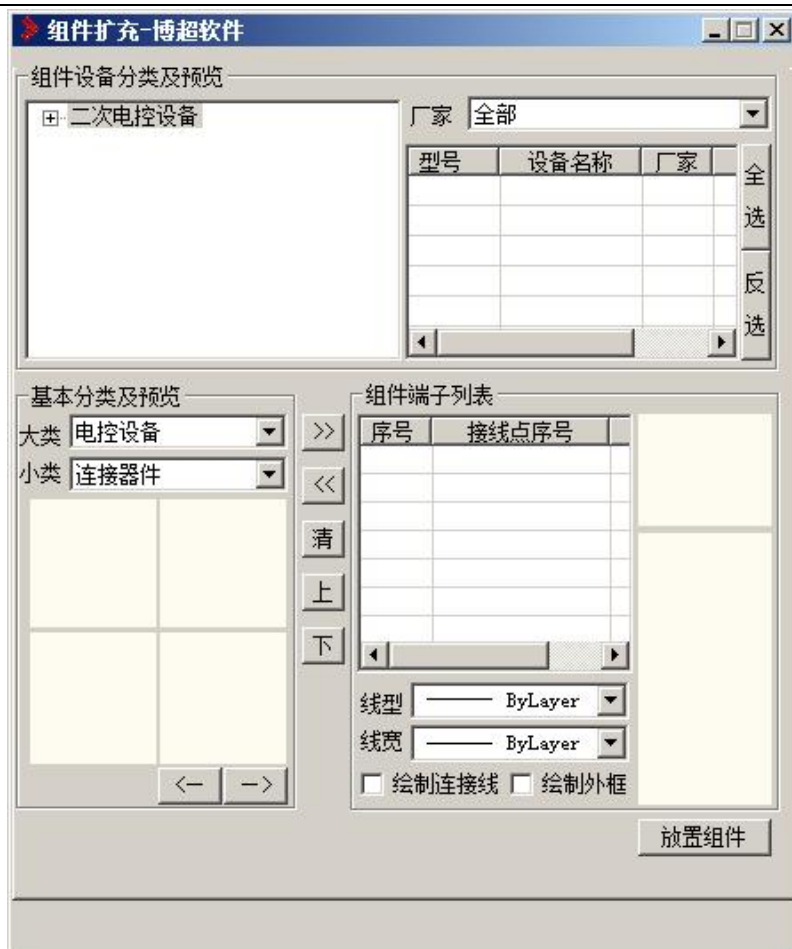 组件扩充-博超软件
组件设备分类及预览
二次电控设备
厂家 全部
型号 设备名称 厂家
全选
反选
基本分类及预览
大类 电控设备
小类 连接器件
<- ->
>>
<<
清
上
下
组件端子列表
序号 接线点序号
线型 ByLayer
线宽 ByLayer
绘制连接线 绘制外框
放置组件